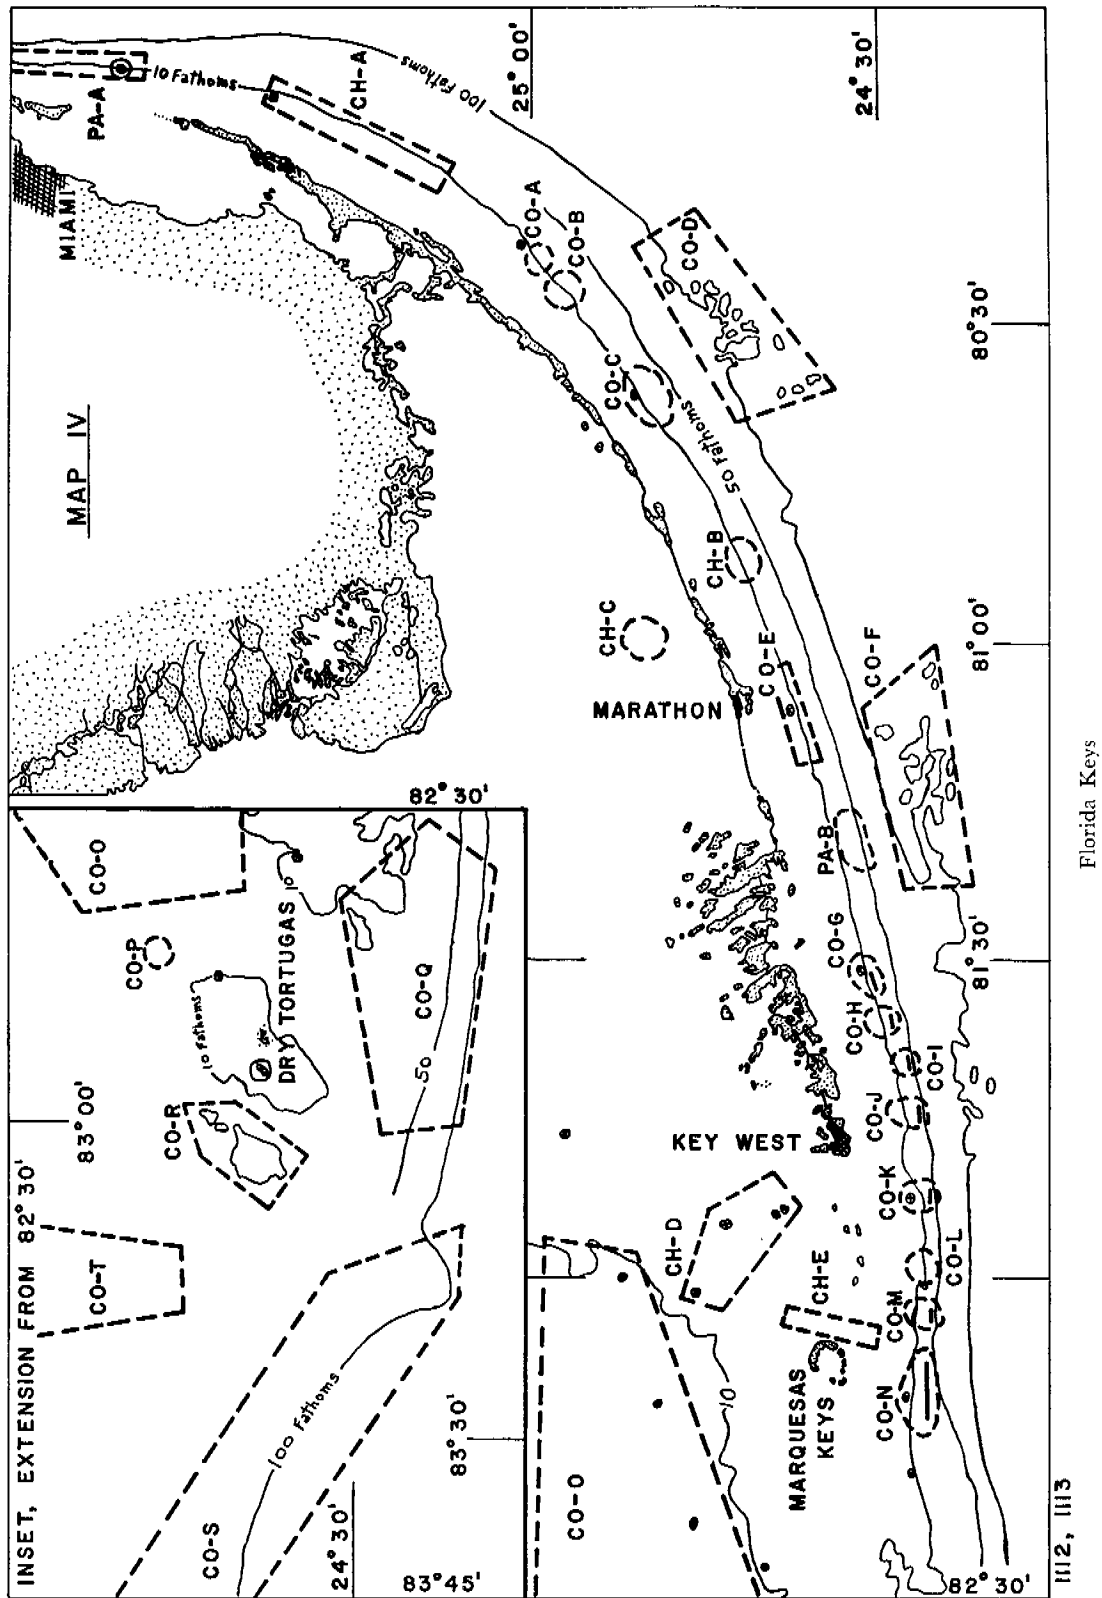 MAP IV
MIAMI
PA-A
10 Fathoms
CH-A
100 Fathoms
25° 00'
24° 30'
CO-A
CO-B
CO-C
CO-D
80° 30'
50 Fathoms
CH-B
CH-C
MARATHON
CO-E
CO-F
81° 00'
PA-B
CO-G
CO-H
81° 30'
CO-I
CO-J
KEY WEST
CO-K
CH-D
CH-E
CO-L
CO-M
MARQUESAS
KEYS
CO-N
10
CO-O
82° 30'
1112, 1113
INSET, EXTENSION FROM 82° 30'
82° 30'
CO-O
CO-P
10 Fathoms
DRY TORTUGAS
10
CO-Q
50
83° 00'
CO-R
CO-T
100 Fathoms
83° 30'
CO-S
24° 30'
83° 45'
Florida Keys